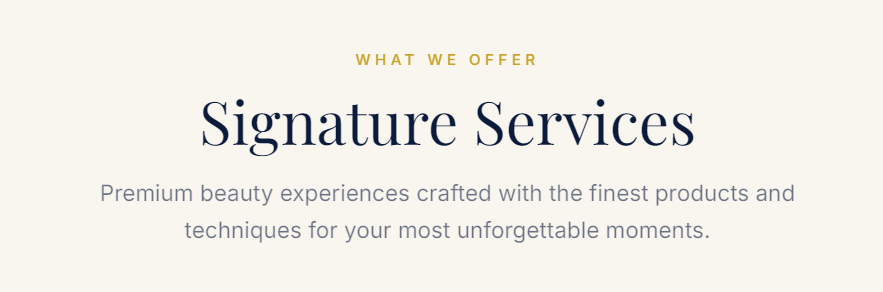 WHAT WE OFFER
Signature Services
Premium beauty experiences crafted with the finest products and
techniques for your most unforgettable moments.